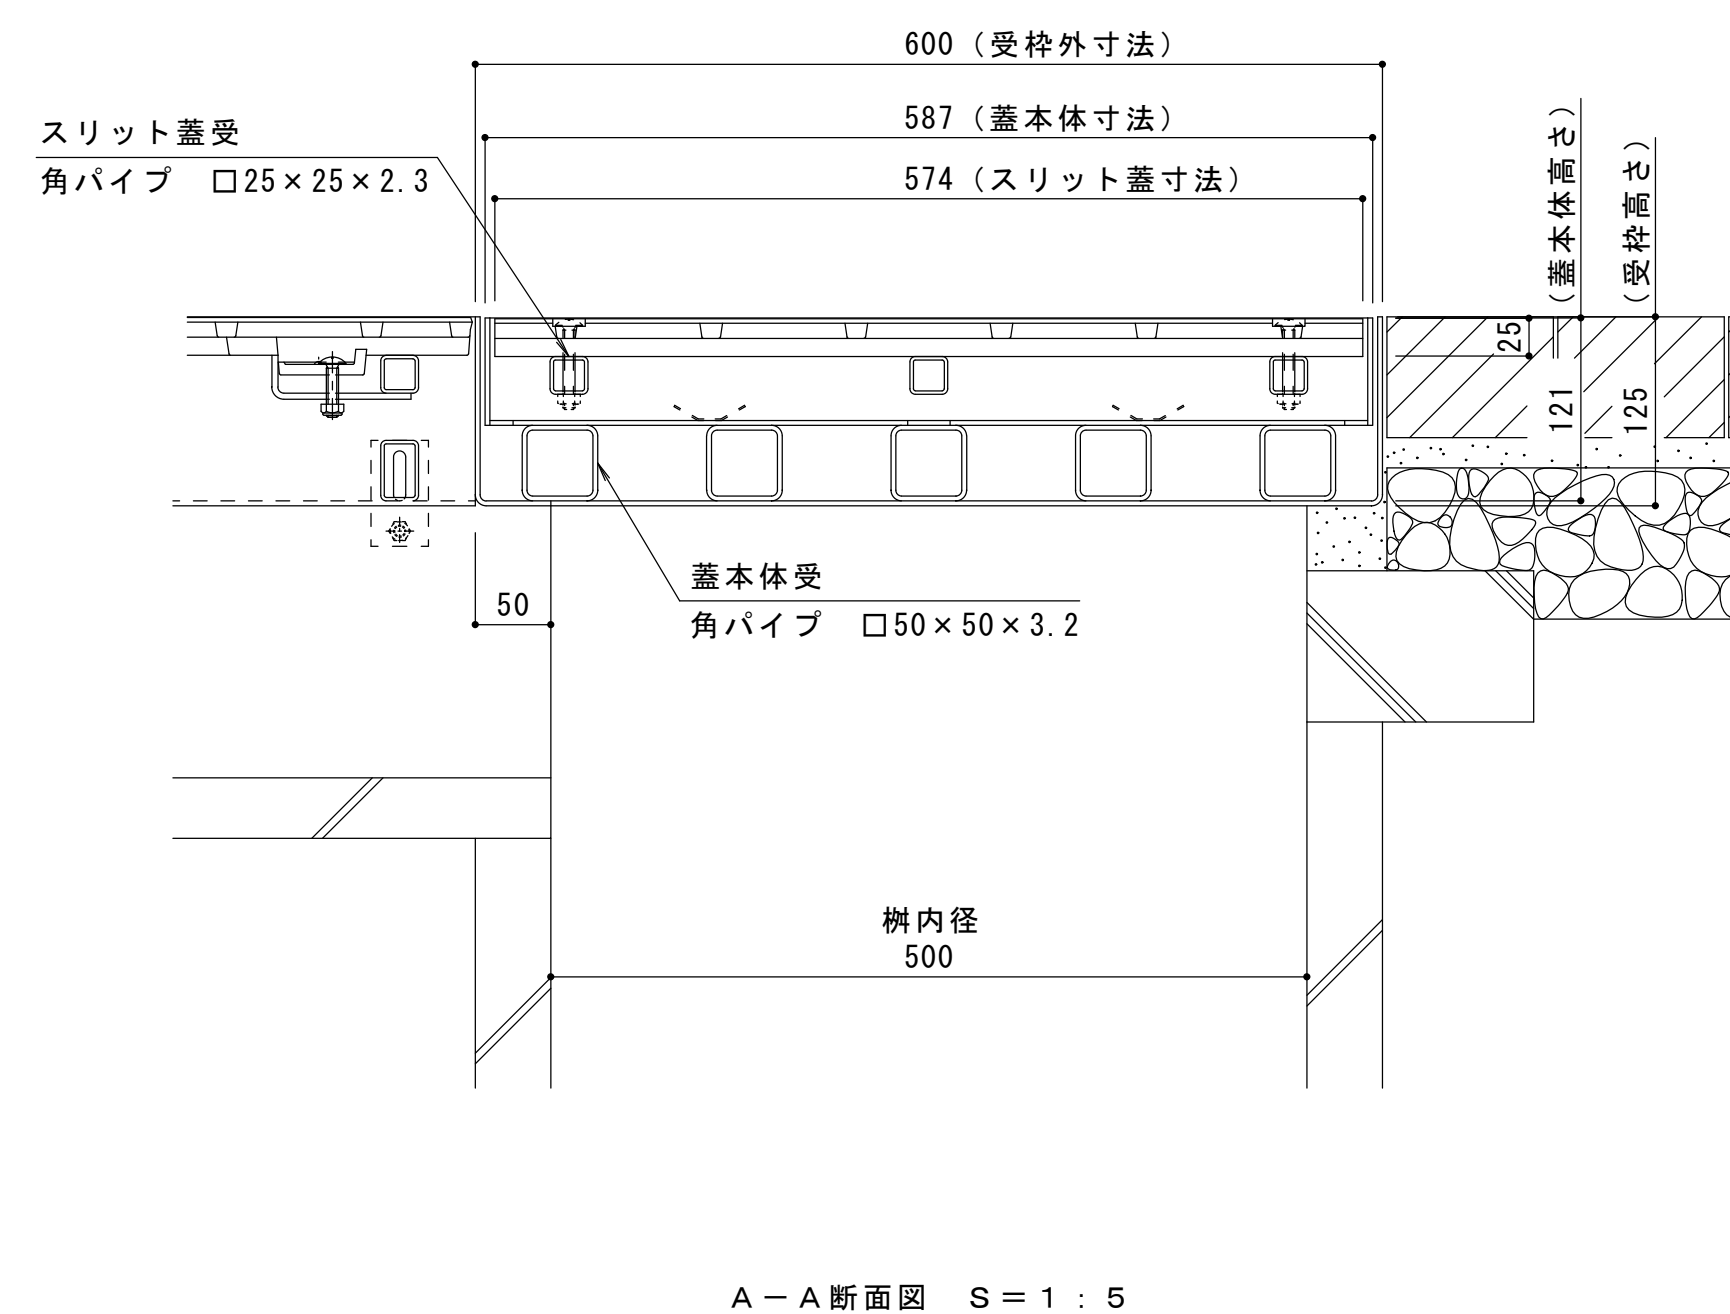 600（受枠外寸法）
587（蓋本体寸法）
574（スリット蓋寸法）
スリット蓋受
角パイプ　□25×25×2.3
（蓋本体高さ）
（受枠高さ）
25
121
125
蓋本体受
角パイプ　□50×50×3.2
50
桝内径
500
A－A断面図　S＝1：5